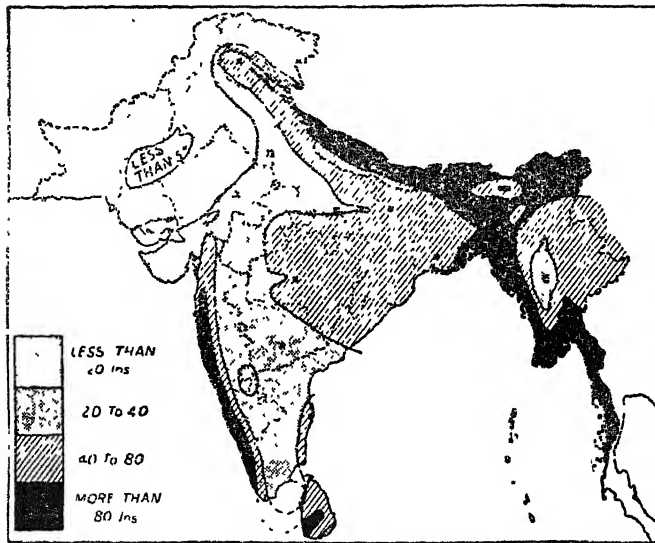 LESS
THAN 5
LESS THAN
20 Ins
20 To 40
40 To 80
MORE THAN
80 Ins